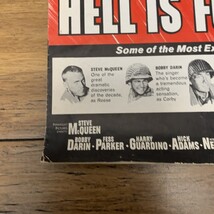 HELL IS F
Some of the Most Ex
STEVE McQUEEN
One of the
great
dramatic
discoveries
of the decade,
as Reese
BOBBY DARIN
The singer
who's become
a tremendous
acting
sensation,
as Corby
STEVE
McQUEEN
BOBBY DARIN · FESS PARKER · HARRY GUARDINO · NICK ADAMS · NE